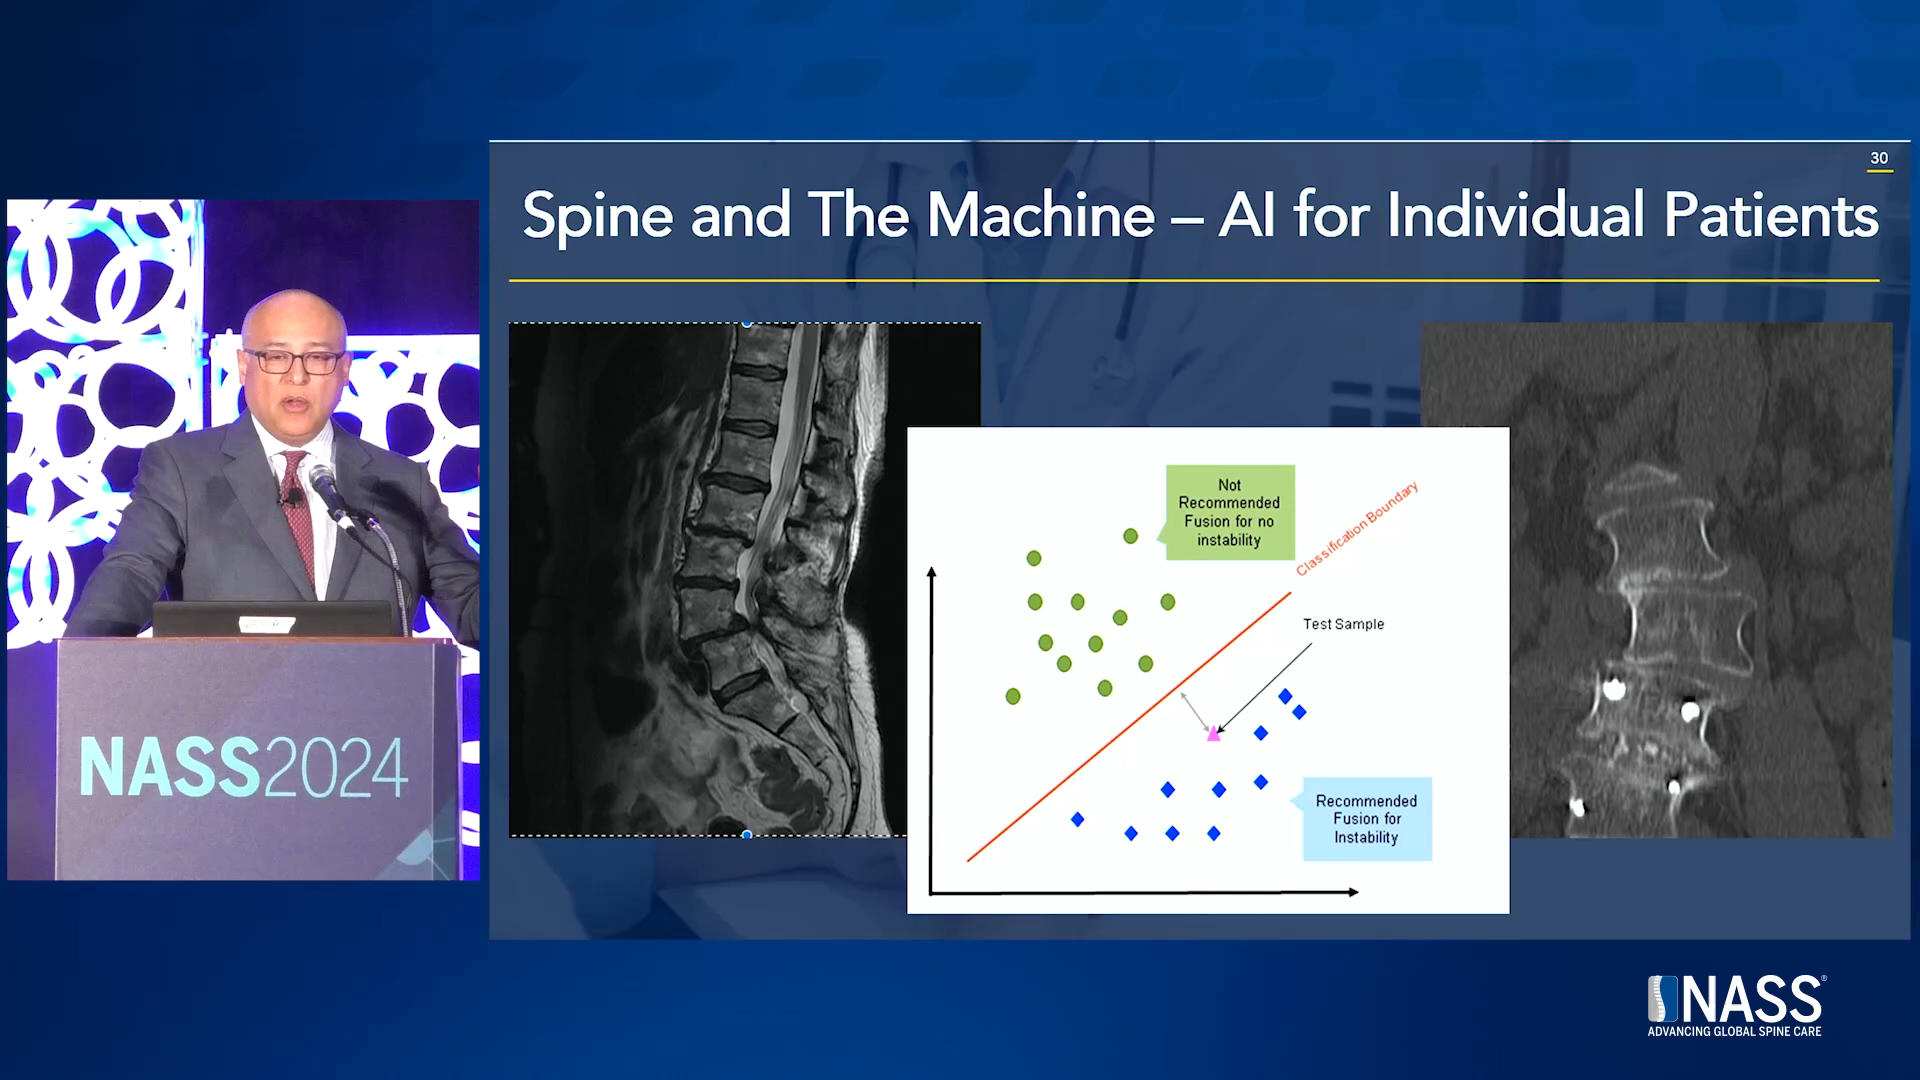 30
Spine and The Machine – AI for Individual Patients
Not
Recommended
Fusion for no
instability
Classification Boundary
Test Sample
Recommended
Fusion for
Instability
NASS2024
NASS®
ADVANCING GLOBAL SPINE CARE